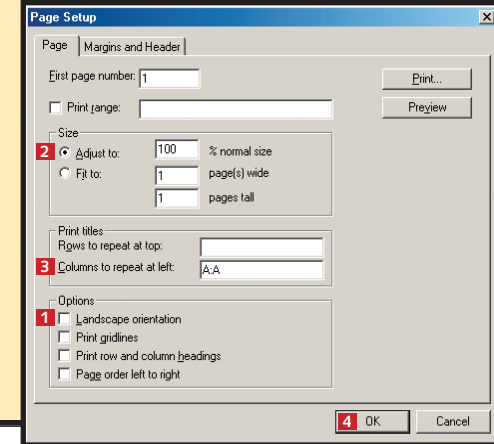 Page Setup
Page
Margins and Header
First page number: 1
Print...
Print range:
Preview
Size
2 Adjust to: 100 % normal size
Fit to: 1 page(s) wide
1 pages tall
Print titles
Rows to repeat at top:
3 Columns to repeat at left: A:A
Options
1 Landscape orientation
Print gridlines
Print row and column headings
Page order left to right
4 OK
Cancel